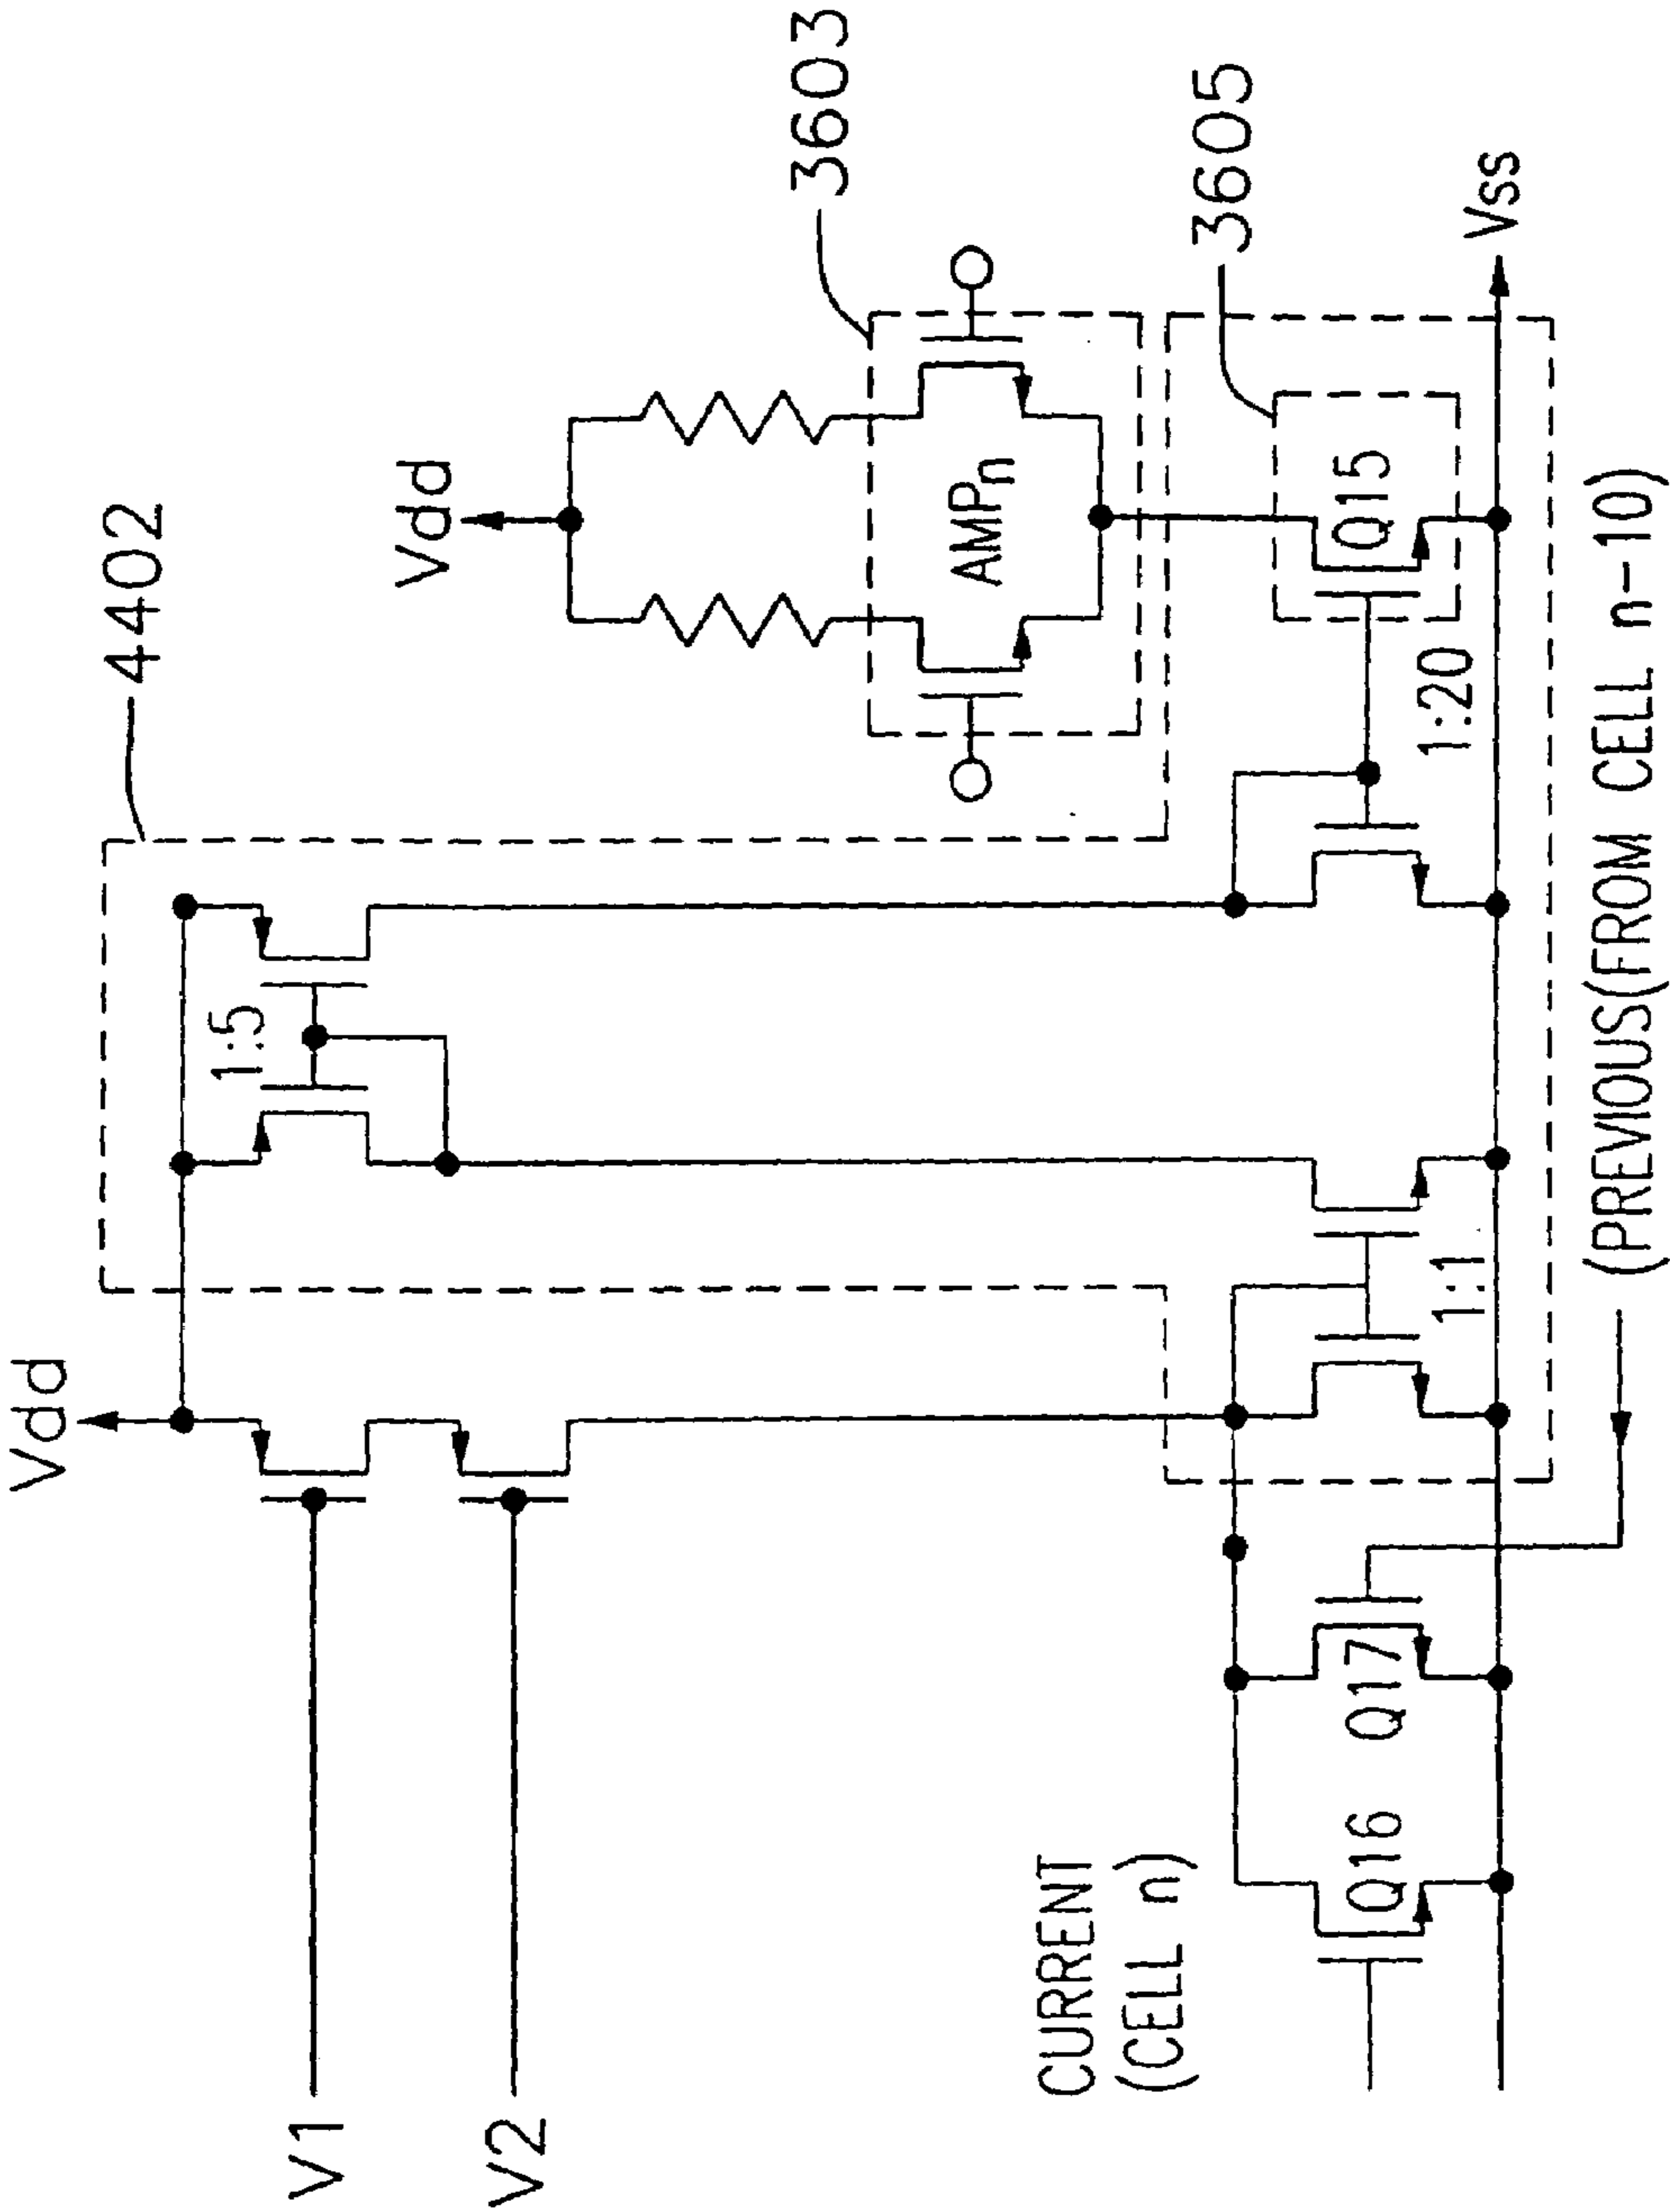 4402
Vdd
Vdd
3603
1:5
AMPn
3605
V1
V2
CURRENT
(CELL n)
Q16
Q17
1:1
1:20
Q15
Vss
(PREVIOUS(FROM CELL n-10)